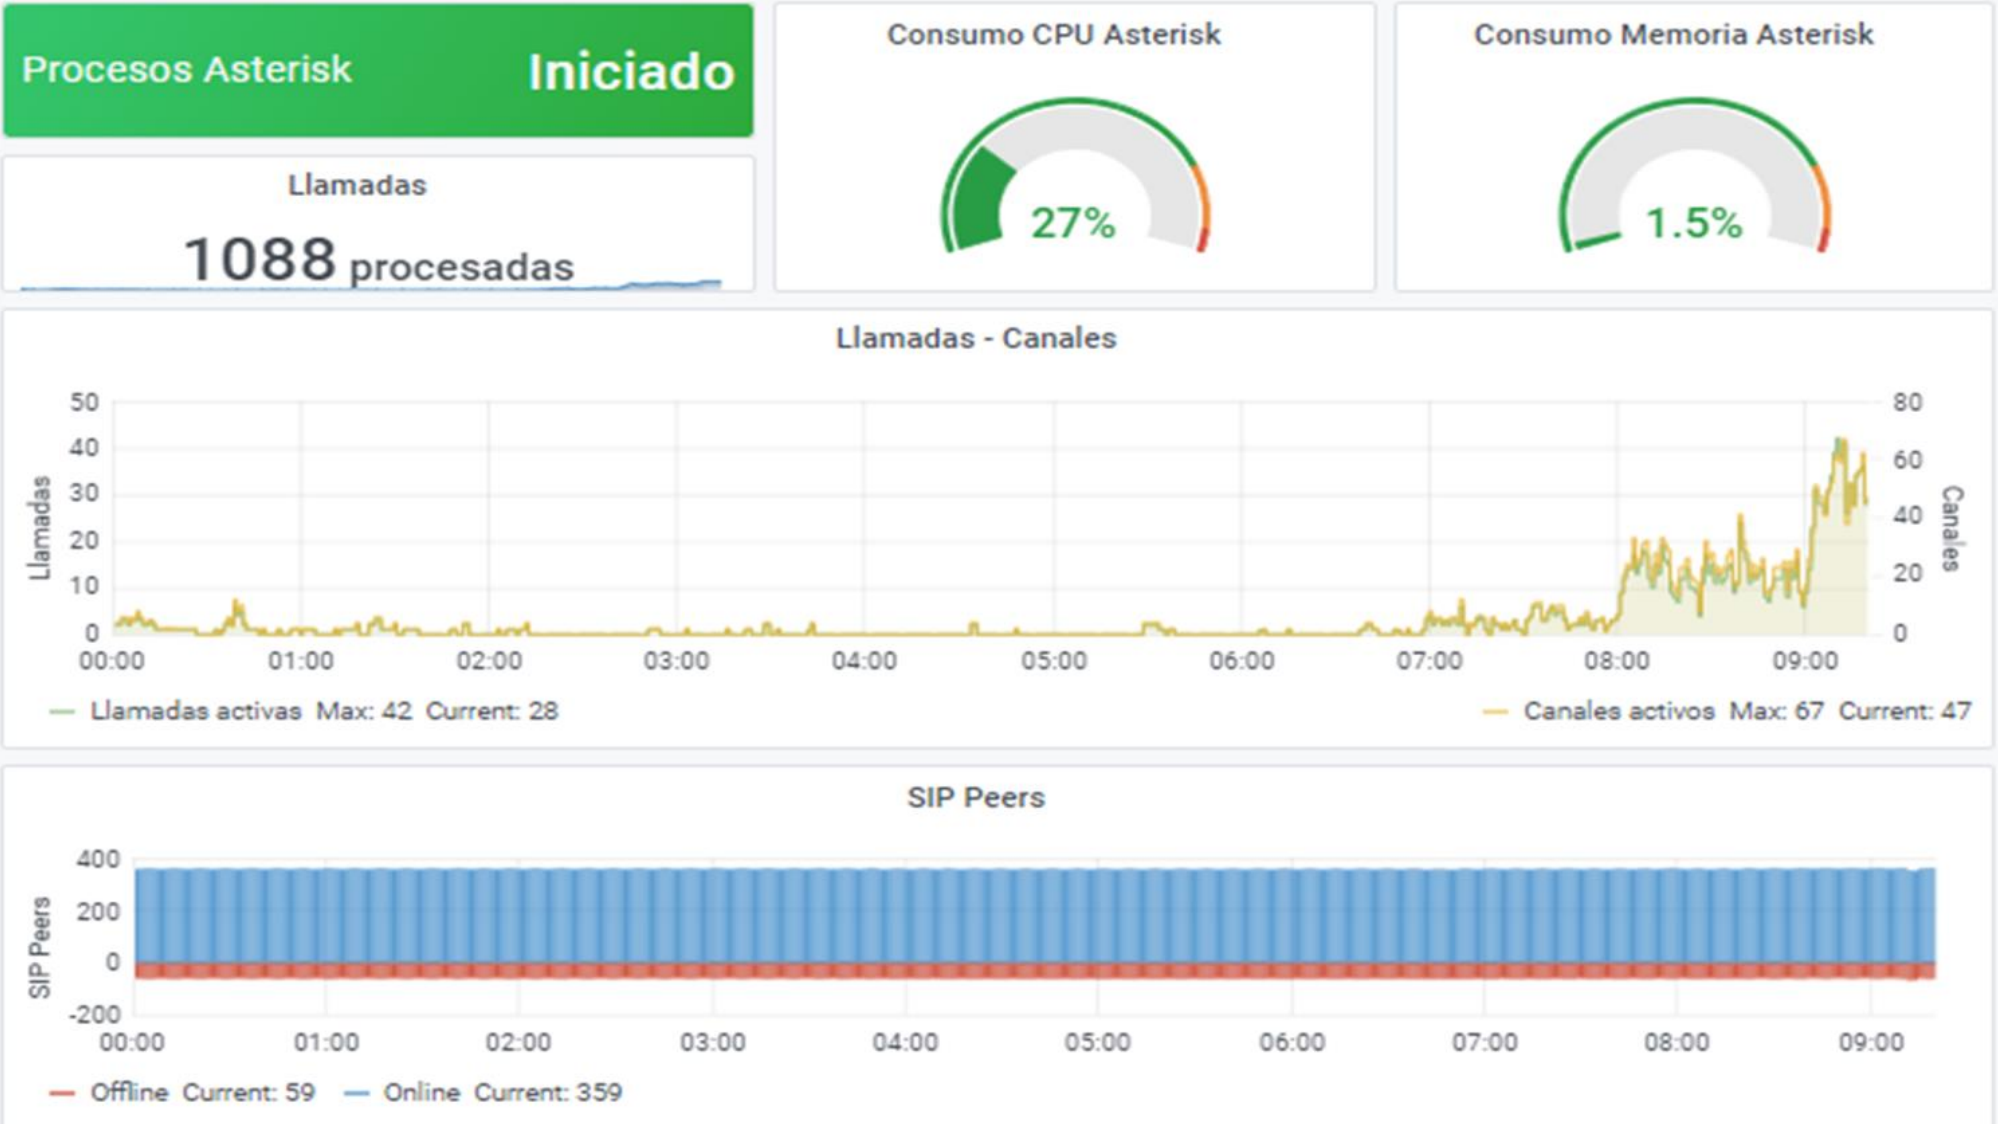 Procesos Asterisk Iniciado
Llamadas
1088 procesadas
Consumo CPU Asterisk
27%
Consumo Memoria Asterisk
1.5%
Llamadas - Canales
50
40
30
20
10
0
Llamadas
80
60
40
20
0
Canales
00:00 01:00 02:00 03:00 04:00 05:00 06:00 07:00 08:00 09:00
Llamadas activas Max: 42 Current: 28
Canales activos Max: 67 Current: 47
SIP Peers
400
200
0
-200
SIP Peers
00:00 01:00 02:00 03:00 04:00 05:00 06:00 07:00 08:00 09:00
Offline Current: 59 Online Current: 359